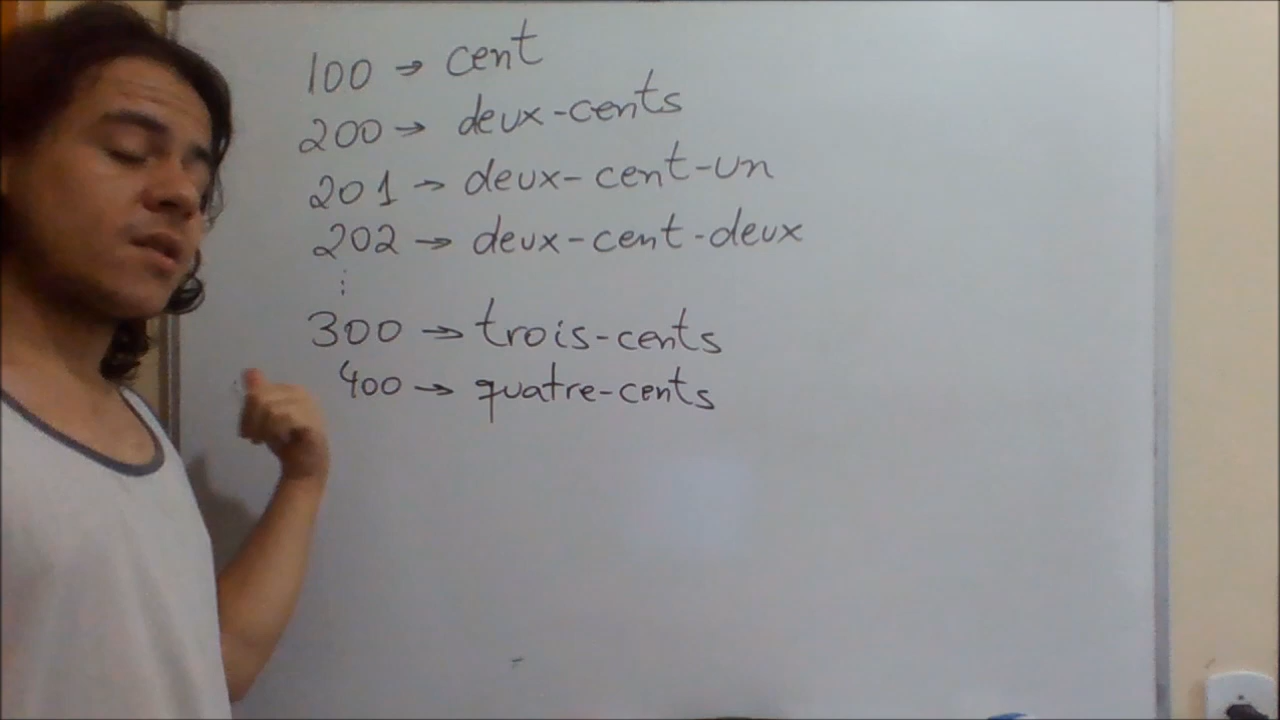 100 → cent
200 → deux-cents
201 → deux-cent-un
202 → deux-cent-deux
⋮
300 → trois-cents
400 → quatre-cents